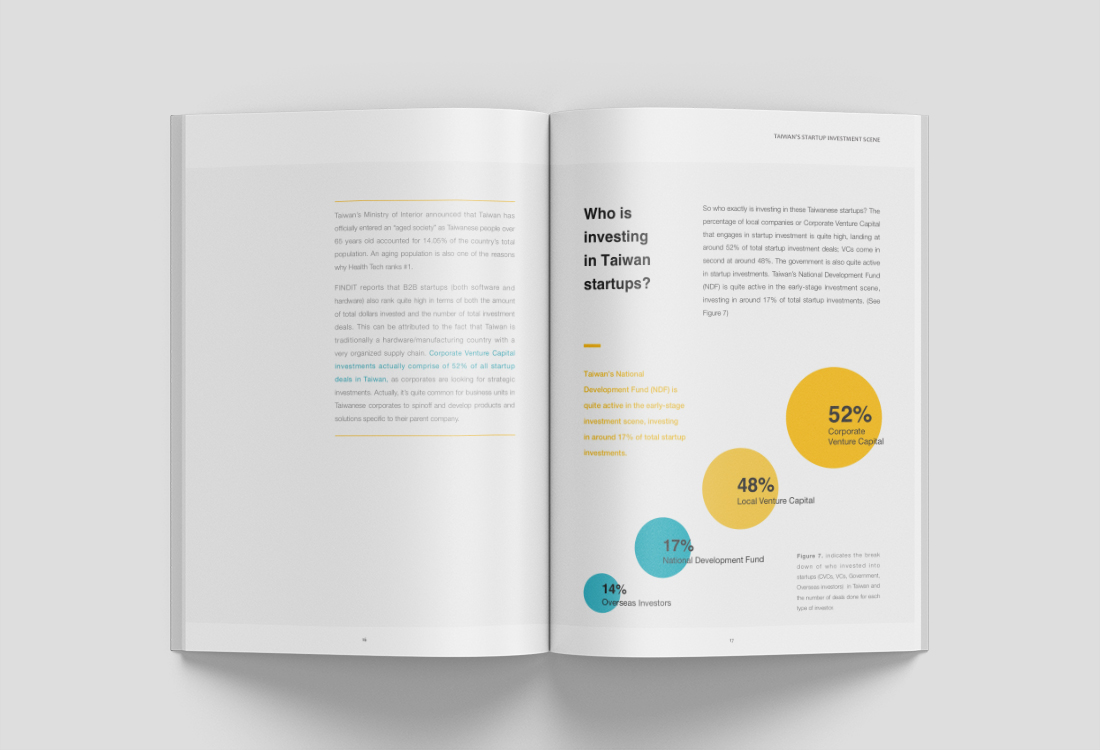 Taiwan's Ministry of Interior announced that Taiwan has
officially entered an "aged society" as Taiwanese people over
65 years old accounted for 14.05% of the country's total
population. An aging population is also one of the reasons
why Health Tech ranks #1.
FINDIT reports that B2B startups (both software and
hardware) also rank quite high in terms of both the amount
of total dollars invested and the number of total investment
deals. This can be attributed to the fact that Taiwan is
traditionally a hardware/manufacturing country with a
very organized supply chain. Corporate Venture Capital
investments actually comprise of 52% of all startup
deals in Taiwan, as corporates are looking for strategic
investments. Actually, it's quite common for business units in
Taiwanese corporates to spinoff and develop products and
solutions specific to their parent company.
16
TAIWAN'S STARTUP INVESTMENT SCENE
Who is
investing
in Taiwan
startups?
So who exactly is investing in these Taiwanese startups? The
percentage of local companies or Corporate Venture Capital
that engages in startup investment is quite high, landing at
around 52% of total startup investment deals; VCs come in
second at around 48%. The government is also quite active
in startup investments. Taiwan's National Development Fund
(NDF) is quite active in the early-stage investment scene,
investing in around 17% of total startup investments. (See
Figure 7)
Taiwan's National
Development Fund (NDF) is
quite active in the early-stage
investment scene, investing
in around 17% of total startup
investments.
52%
Corporate
Venture Capital
48%
Local Venture Capital
17%
National Development Fund
14%
Overseas Investors
Figure 7. indicates the break
down of who invested into
startups (CVCs, VCs, Government,
Overseas investors) in Taiwan and
the number of deals done for each
type of investor.
17